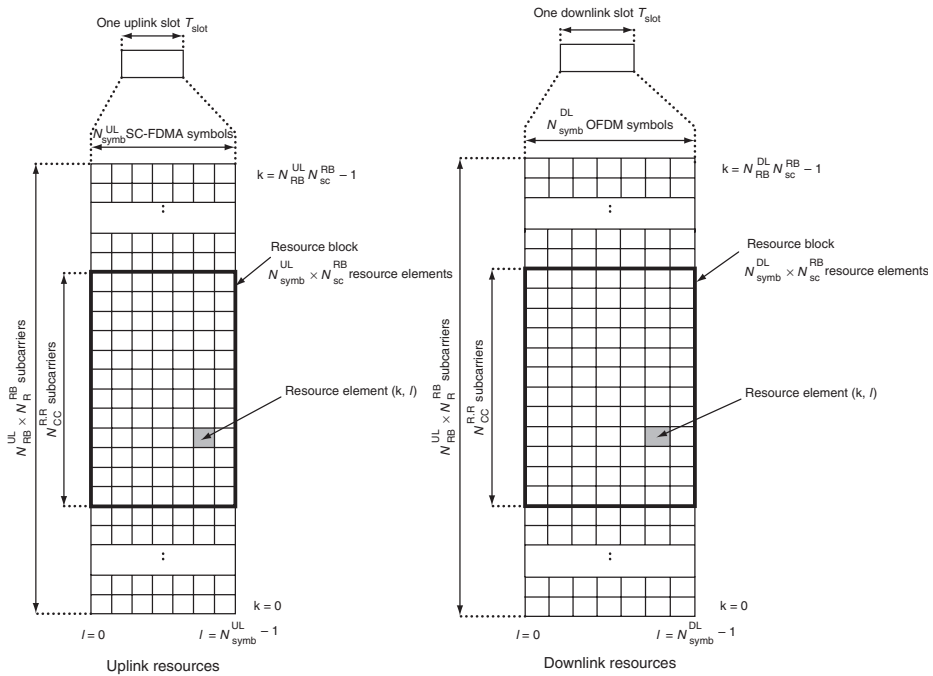 One uplink slot T_slot
N_symb^UL SC-FDMA symbols
k = N_RB^UL N_sc^RB − 1
:
Resource block
N_symb^UL × N_sc^RB resource elements
N_RB^UL × N_R^RB subcarriers
N_CC^R.R subcarriers
Resource element (k, l)
:
k = 0
l = 0
l = N_symb^UL − 1
Uplink resources
One downlink slot T_slot
N_symb^DL OFDM symbols
k = N_RB^DL N_sc^RB − 1
:
Resource block
N_symb^DL × N_sc^RB resource elements
N_RB^UL × N_R^RB subcarriers
N_CC^R.R subcarriers
Resource element (k, l)
:
k = 0
l = 0
l = N_symb^DL − 1
Downlink resources